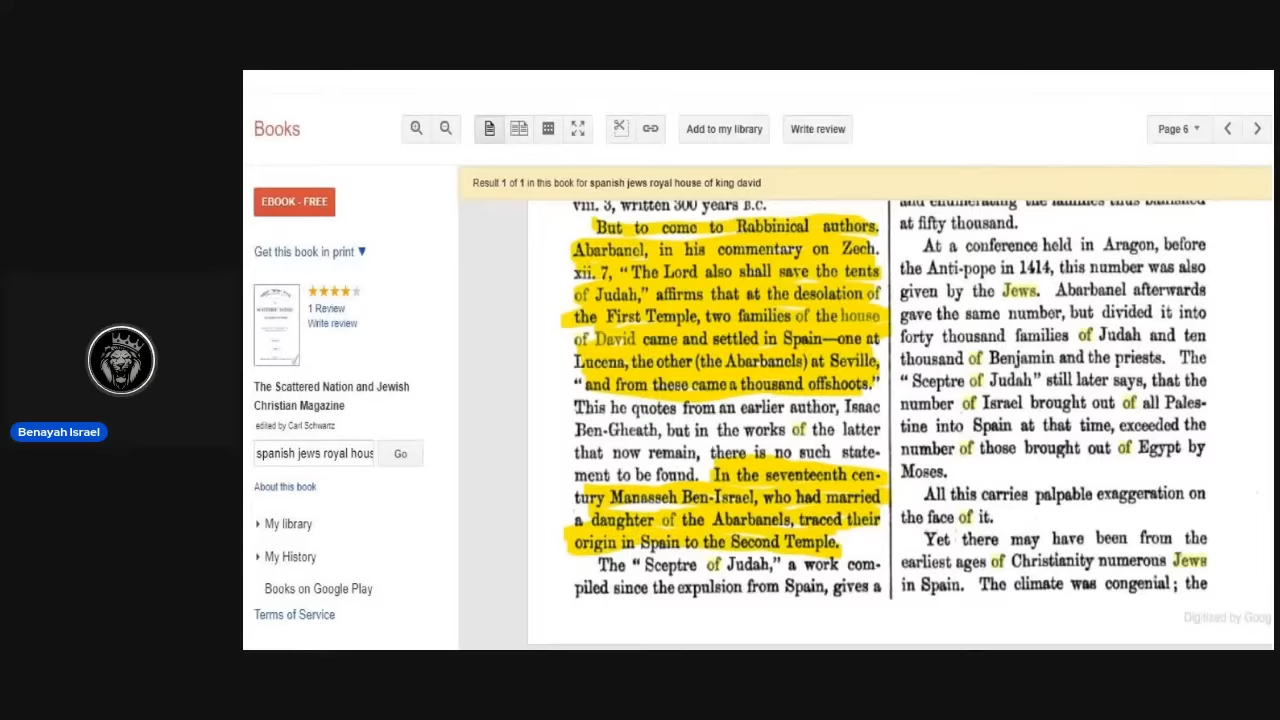 Books
Add to my library
Write review
Page 6
Result 1 of 1 in this book for spanish jews royal house of king david
EBOOK - FREE
Get this book in print
1 Review
Write review
The Scattered Nation and Jewish
Christian Magazine
edited by Carl Schwartz
spanish jews royal hous
Go
About this book
My library
My History
Books on Google Play
Terms of Service
Benayah Israel
viii. 3, written 300 years B.C.
But to come to Rabbinical authors.
Abarbanel, in his commentary on Zech.
xii. 7, “The Lord also shall save the tents
of Judah,” affirms that at the desolation of
the First Temple, two families of the house
of David came and settled in Spain—one at
Lucena, the other (the Abarbanels) at Seville,
“and from these came a thousand offshoots.”
This he quotes from an earlier author, Isaac
Ben-Gheath, but in the works of the latter
that now remain, there is no such state-
ment to be found. In the seventeenth cen-
tury Manasseh Ben-Israel, who had married
a daughter of the Abarbanels, traced their
origin in Spain to the Second Temple.
The “Sceptre of Judah,” a work com-
piled since the expulsion from Spain, gives a
and enumerating the families thus banished
at fifty thousand.
At a conference held in Aragon, before
the Anti-pope in 1414, this number was also
given by the Jews. Abarbanel afterwards
gave the same number, but divided it into
forty thousand families of Judah and ten
thousand of Benjamin and the priests. The
“Sceptre of Judah” still later says, that the
number of Israel brought out of all Pales-
tine into Spain at that time, exceeded the
number of those brought out of Egypt by
Moses.
All this carries palpable exaggeration on
the face of it.
Yet there may have been from the
earliest ages of Christianity numerous Jews
in Spain. The climate was congenial; the
Digitized by Goog